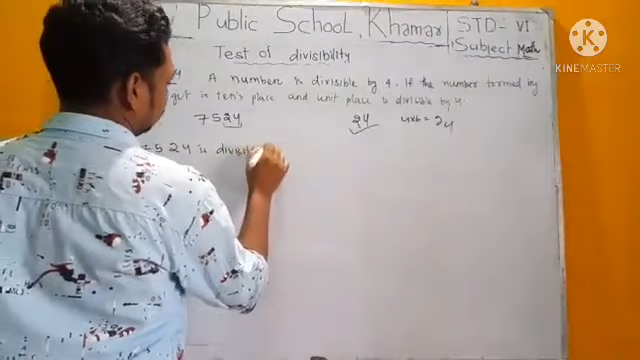 Public School, Khamar
STD - VI
Subject Math
Test of divisibility
4 A number is divisible by 4. If the number formed by
digit in ten's place and unit place is divisible by 4
7524 24 4x6 = 24
7524 is divisib
KINEMASTER